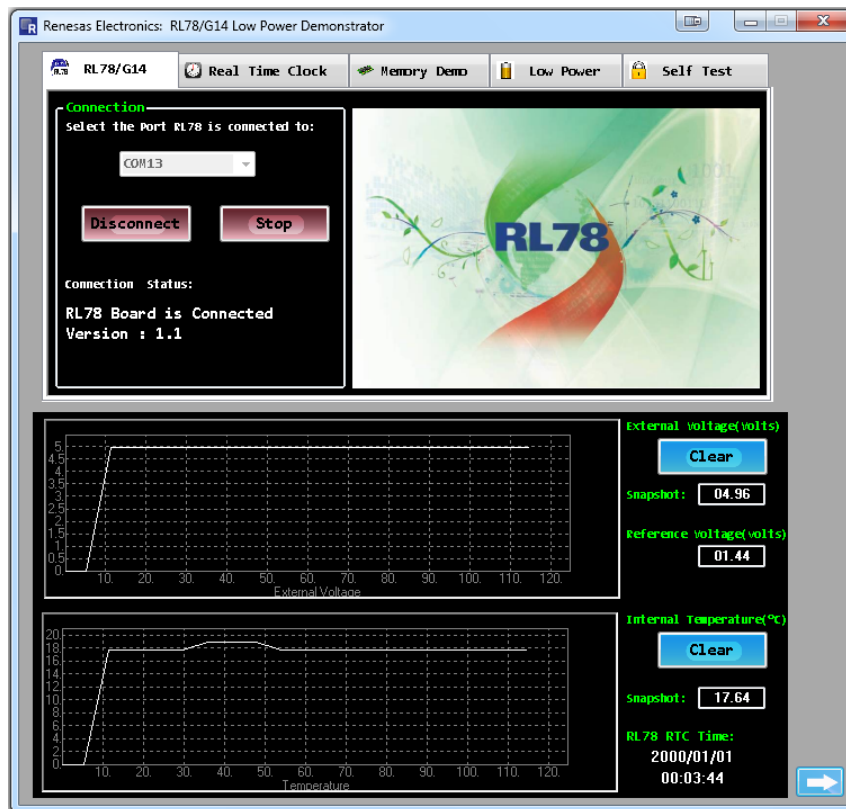 Renesas Electronics: RL78/G14 Low Power Demonstrator
RL78/G14
Real Time Clock
Memory Demo
Low Power
Self Test
Connection
Select the Port RL78 is connected to:
COM13
Disconnect
Stop
Connection Status:
RL78 Board is Connected
Version : 1.1
RL78
External Voltage(Volts)
Clear
Snapshot: 04.96
Reference Voltage(volts)
01.44
5.
4.5
4.
3.5
3.
2.5
2.
1.5
1.
0.5
0.
10. 20. 30. 40. 50. 60. 70. 80. 90. 100. 110. 120.
External Voltage
Internal Temperature(°C)
Clear
Snapshot: 17.64
RL78 RTC Time:
2000/01/01
00:03:44
20.
18.
16.
14.
12.
10.
8.
6.
4.
2.
0.
10. 20. 30. 40. 50. 60. 70. 80. 90. 100. 110. 120.
Temperature